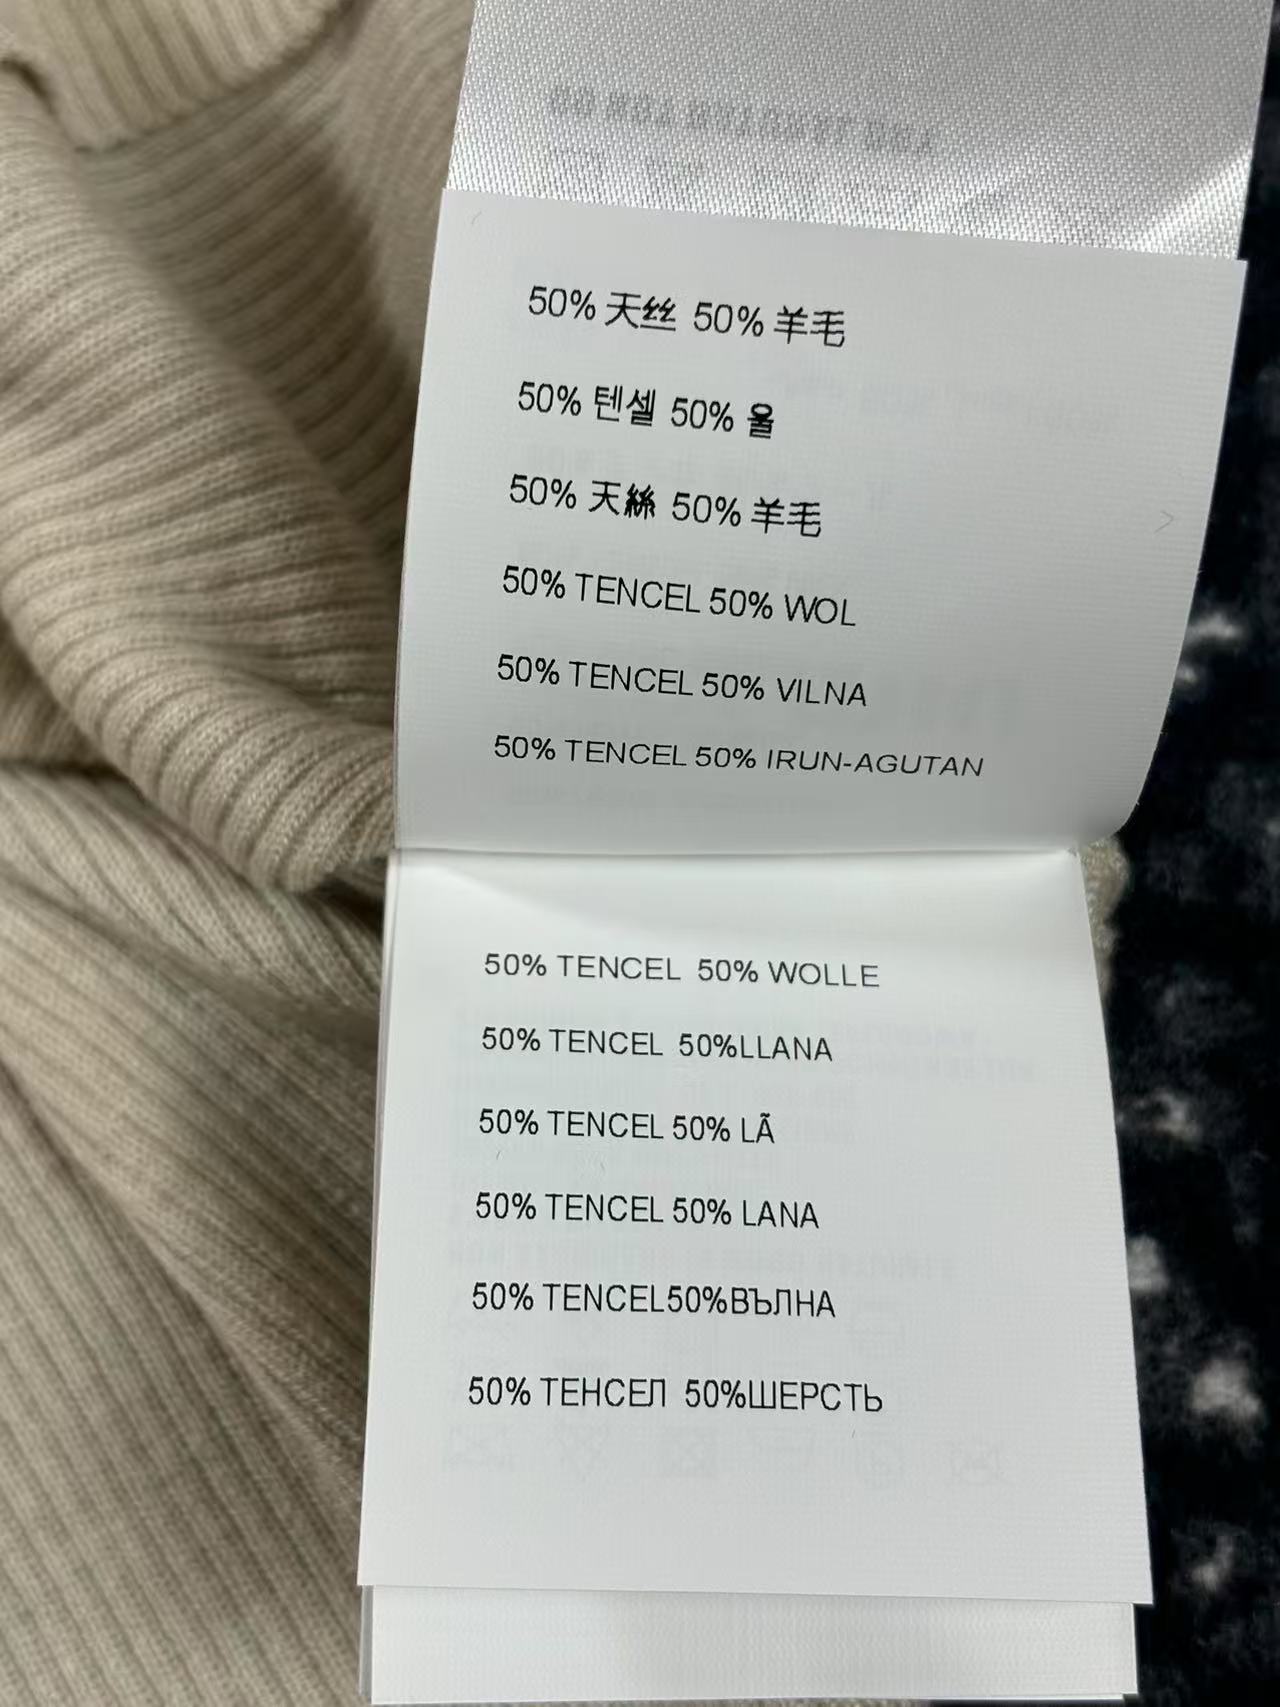 50% 天丝 50% 羊毛
50% 텐셀 50% 울
50% 天絲 50% 羊毛
50% TENCEL 50% WOL
50% TENCEL 50% VILNA
50% TENCEL 50% IRUN-AGUTAN
50% TENCEL 50% WOLLE
50% TENCEL 50%LLANA
50% TENCEL 50% LÃ
50% TENCEL 50% LANA
50% TENCEL50%ВЪЛНА
50% ТЕНСЕЛ 50%ШЕРСТЬ